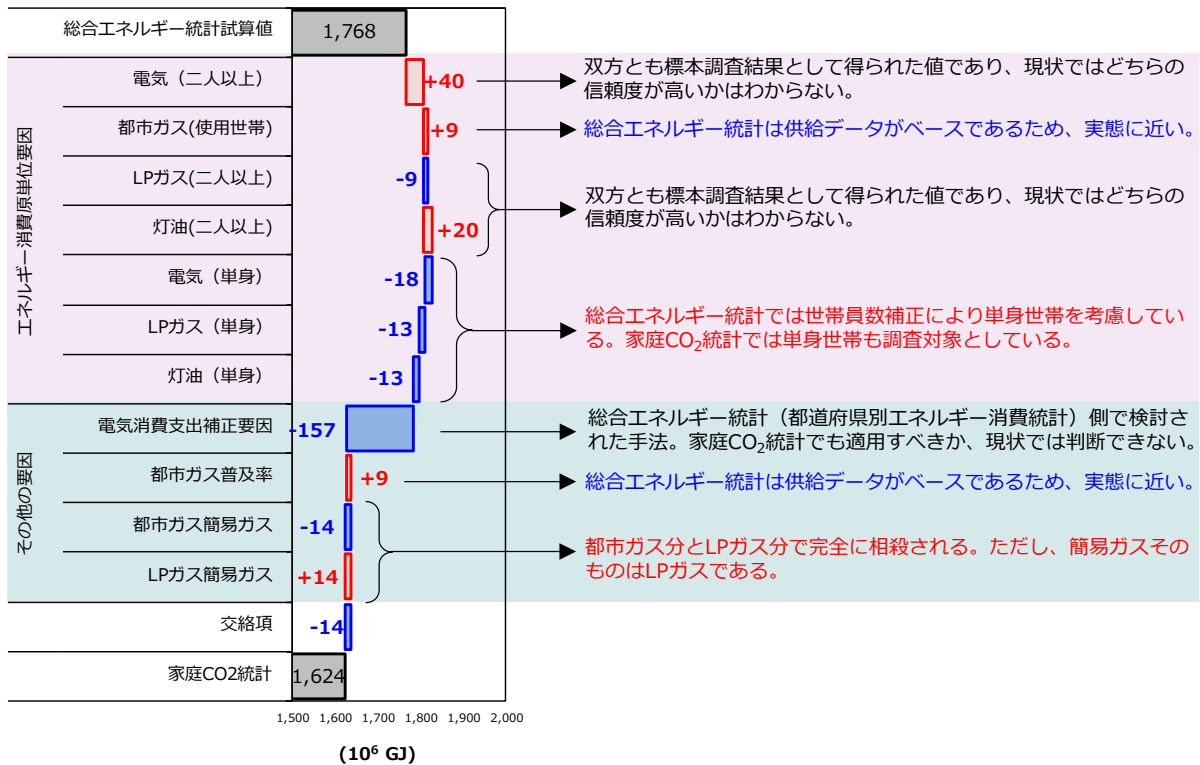 総合エネルギー統計試算値
1,768
エネルギー消費原単位要因
電気（二人以上）
+40
双方とも標本調査結果として得られた値であり、現状ではどちらの
信頼度が高いかはわからない。
都市ガス(使用世帯)
+9
総合エネルギー統計は供給データがベースであるため、実態に近い。
LPガス(二人以上)
-9
灯油(二人以上)
+20
双方とも標本調査結果として得られた値であり、現状ではどちらの
信頼度が高いかはわからない。
電気（単身）
-18
LPガス（単身）
-13
灯油（単身）
-13
総合エネルギー統計では世帯員数補正により単身世帯を考慮してい
る。家庭CO₂統計では単身世帯も調査対象としている。
その他の要因
電気消費支出補正要因
-157
総合エネルギー統計（都道府県別エネルギー消費統計）側で検討さ
れた手法。家庭CO₂統計でも適用すべきか、現状では判断できない。
都市ガス普及率
+9
総合エネルギー統計は供給データがベースであるため、実態に近い。
都市ガス簡易ガス
-14
LPガス簡易ガス
+14
都市ガス分とLPガス分で完全に相殺される。ただし、簡易ガスそのも
のはLPガスである。
交絡項
-14
家庭CO2統計
1,624
1,500 1,600 1,700 1,800 1,900 2,000
(10⁶ GJ)